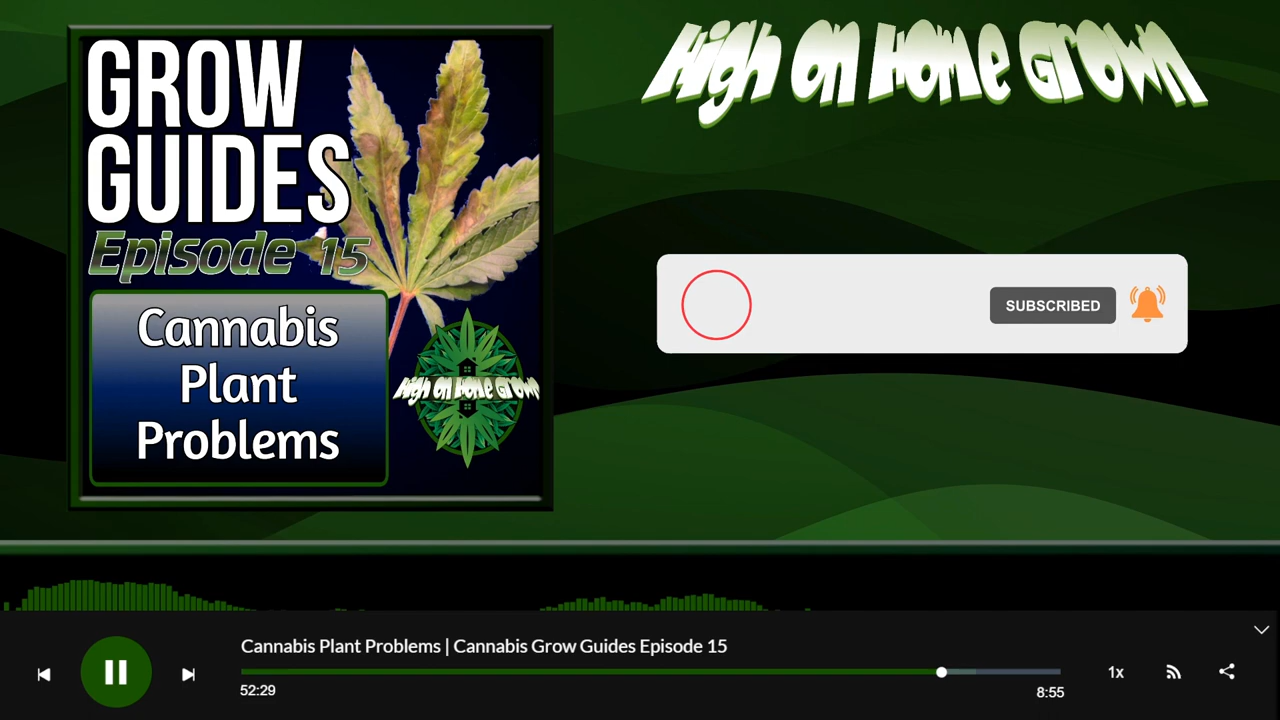 GROW
GUIDES
Episode 15
Cannabis
Plant
Problems
High on Home Grown
High on Home Grown
SUBSCRIBED
Cannabis Plant Problems | Cannabis Grow Guides Episode 15
52:29
8:55
1x